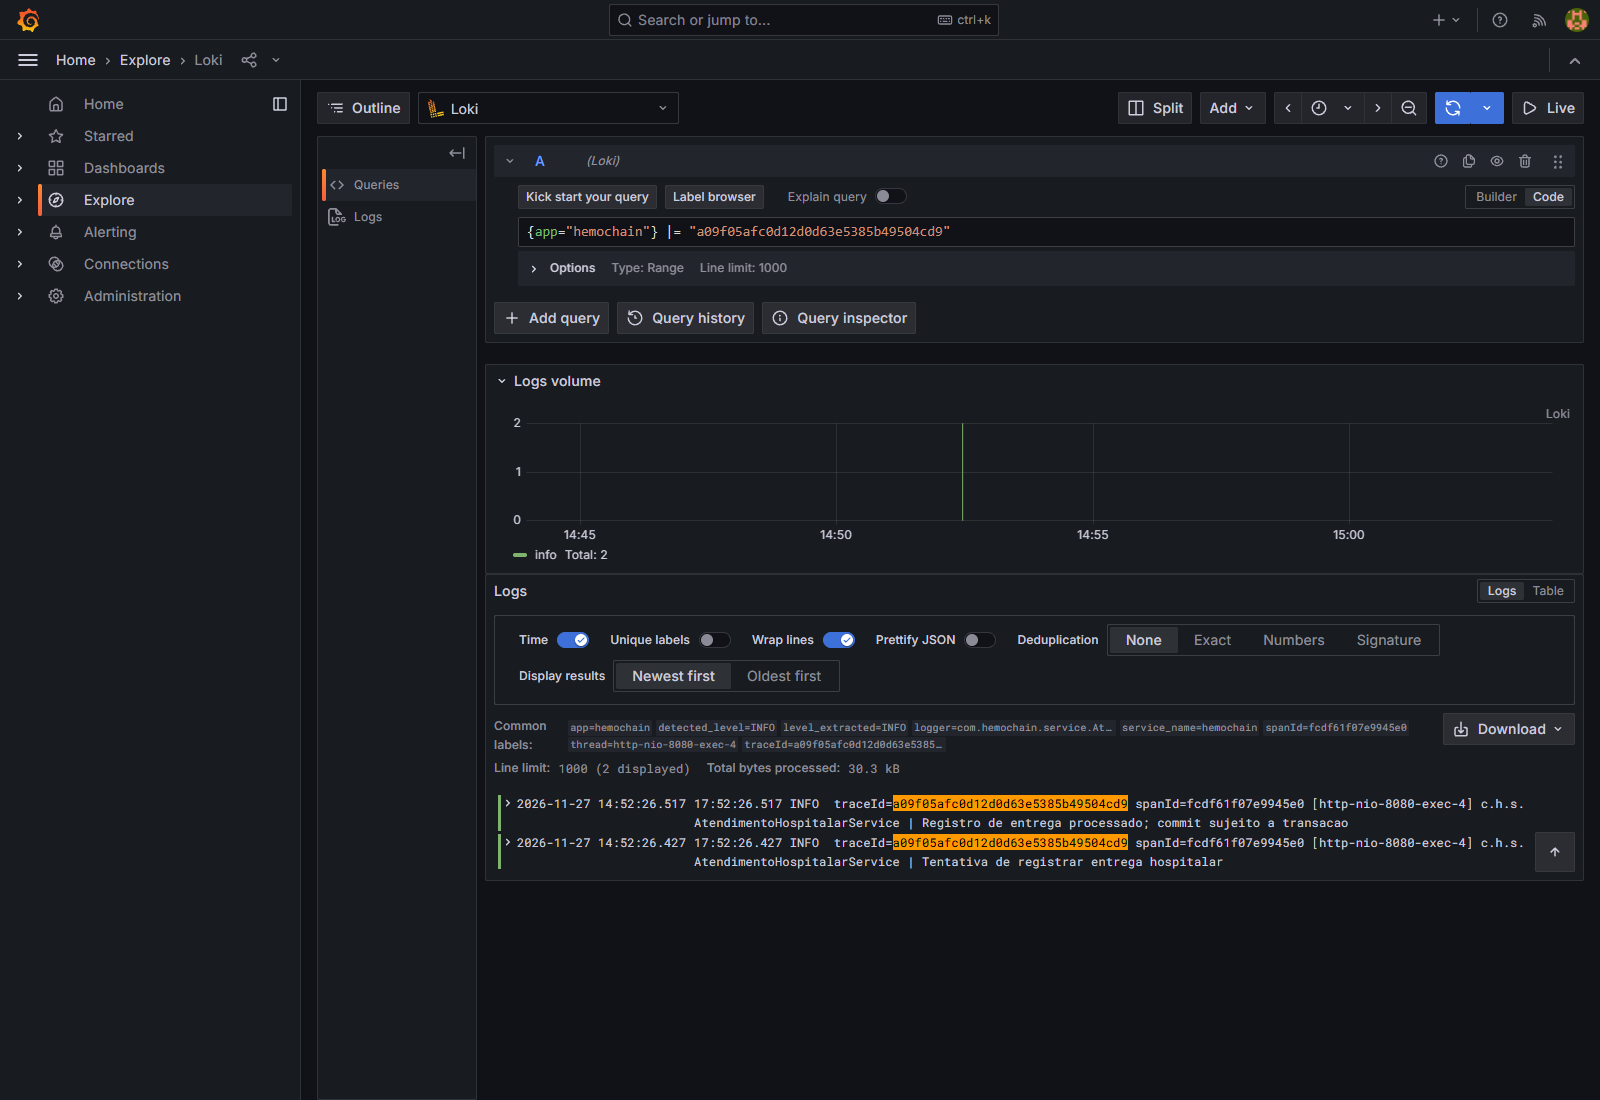 Search or jump to...
ctrl+k
Home
Explore
Loki
Home
Starred
Dashboards
Explore
Alerting
Connections
Administration
Outline
Loki
Split
Add
Live
Queries
Logs
A
(Loki)
Kick start your query
Label browser
Explain query
Builder
Code
{app="hemochain"} |= "a09f05afc0d12d0d63e5385b49504cd9"
Options
Type: Range
Line limit: 1000
Add query
Query history
Query inspector
Logs volume
Loki
2
1
0
14:45
14:50
14:55
15:00
info Total: 2
Logs
Logs
Table
Time
Unique labels
Wrap lines
Prettify JSON
Deduplication
None
Exact
Numbers
Signature
Display results
Newest first
Oldest first
Common labels:
app=hemochain detected_level=INFO level_extracted=INFO logger=com.hemochain.service.At… service_name=hemochain spanId=fcdf61f07e9945e0
thread=http-nio-8080-exec-4 traceId=a09f05afc0d12d0d63e5385…
Download
Line limit: 1000 (2 displayed) Total bytes processed: 30.3 kB
2026-11-27 14:52:26.517 17:52:26.517 INFO traceId=a09f05afc0d12d0d63e5385b49504cd9 spanId=fcdf61f07e9945e0 [http-nio-8080-exec-4] c.h.s.
AtendimentoHospitalarService | Registro de entrega processado; commit sujeito a transacao
2026-11-27 14:52:26.427 17:52:26.427 INFO traceId=a09f05afc0d12d0d63e5385b49504cd9 spanId=fcdf61f07e9945e0 [http-nio-8080-exec-4] c.h.s.
AtendimentoHospitalarService | Tentativa de registrar entrega hospitalar